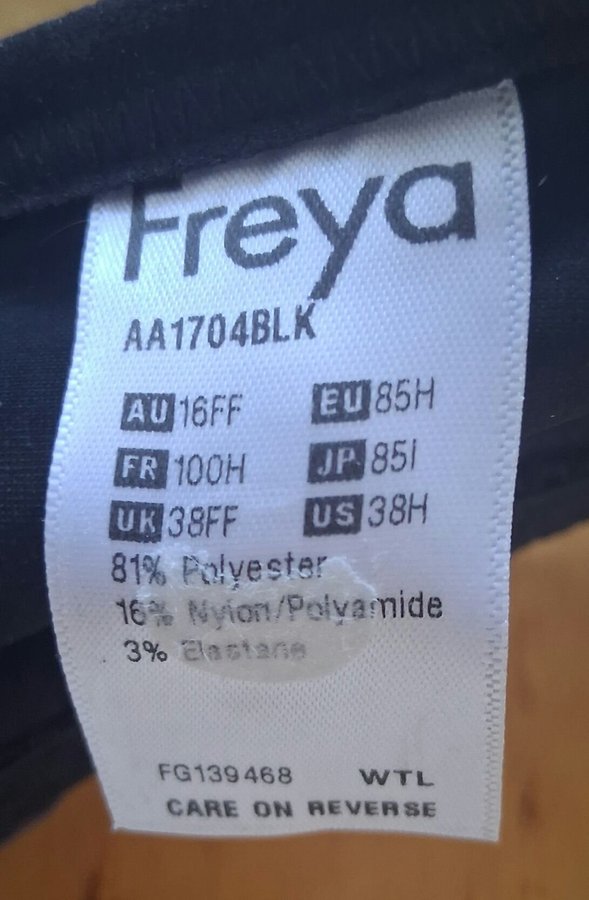 Freya
AA1704BLK
AU 16FF EU 85H
FR 100H JP 85I
UK 38FF US 38H
81% Polyester
16% Nylon/Polyamide
3% Elastane
FG139468 WTL
CARE ON REVERSE